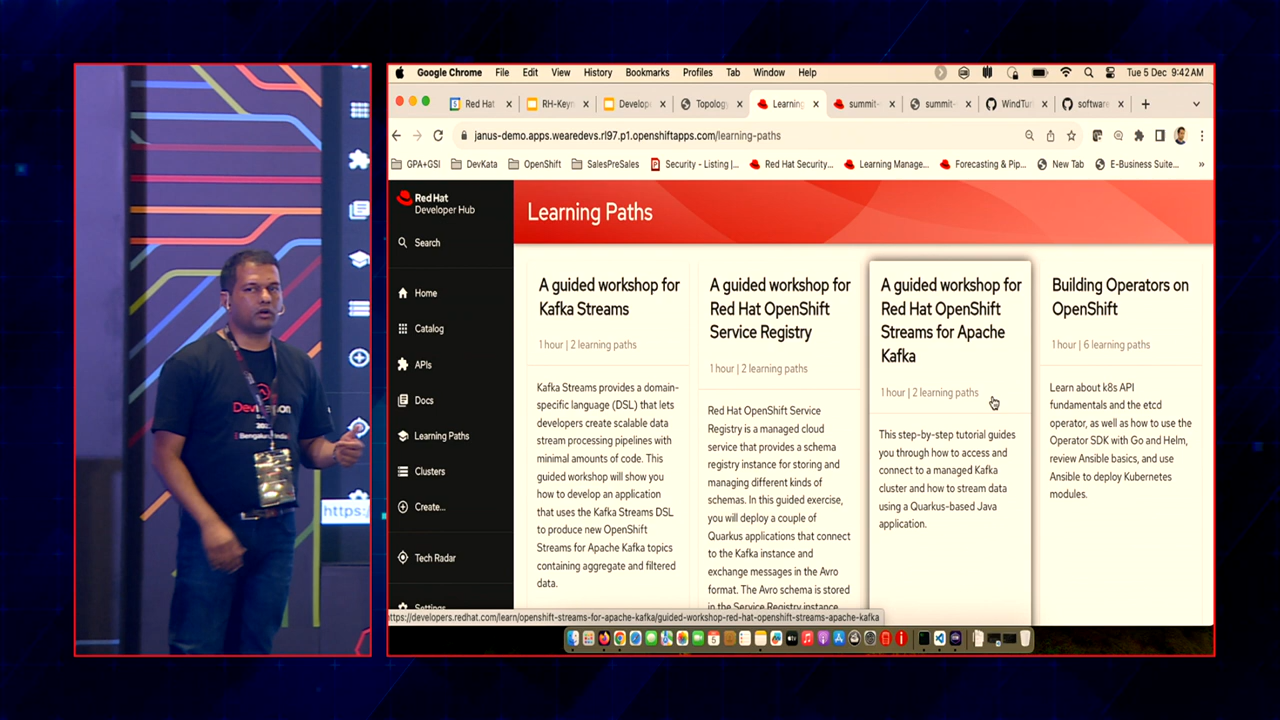 Google Chrome File Edit View History Bookmarks Profiles Tab Window Help Tue 5 Dec 9:42 AM
Red Hat RH-Keyn Develop Topology Learning summit- summit- WindTur software
janus-demo.apps.wearedevs.rl97.p1.openshiftapps.com/learning-paths
GPA+GSI DevKata OpenShift SalesPreSales Security - Listing |... Red Hat Security... Learning Manage... Forecasting & Pip... New Tab E-Business Suite... »
Red Hat
Developer Hub
Search
Home
Catalog
APIs
Docs
Learning Paths
Clusters
Create...
Tech Radar
Settings
Learning Paths
A guided workshop for
Kafka Streams
1 hour | 2 learning paths
Kafka Streams provides a domain-
specific language (DSL) that lets
developers create scalable data
stream processing pipelines with
minimal amounts of code. This
guided workshop will show you
how to develop an application
that uses the Kafka Streams DSL
to produce new OpenShift
Streams for Apache Kafka topics
containing aggregate and filtered
data.
A guided workshop for
Red Hat OpenShift
Service Registry
1 hour | 2 learning paths
Red Hat OpenShift Service
Registry is a managed cloud
service that provides a schema
registry instance for storing and
managing different kinds of
schemas. In this guided exercise,
you will deploy a couple of
Quarkus applications that connect
to the Kafka instance and
exchange messages in the Avro
format. The Avro schema is stored
in the Service Registry instance
A guided workshop for
Red Hat OpenShift
Streams for Apache
Kafka
1 hour | 2 learning paths
This step-by-step tutorial guides
you through how to access and
connect to a managed Kafka
cluster and how to stream data
using a Quarkus-based Java
application.
Building Operators on
OpenShift
1 hour | 6 learning paths
Learn about k8s API
fundamentals and the etcd
operator, as well as how to use the
Operator SDK with Go and Helm,
review Ansible basics, and use
Ansible to deploy Kubernetes
modules.
https://developers.redhat.com/learn/openshift-streams-for-apache-kafka/guided-workshop-red-hat-openshift-streams-apache-kafka
https:/
Bengaluru, India